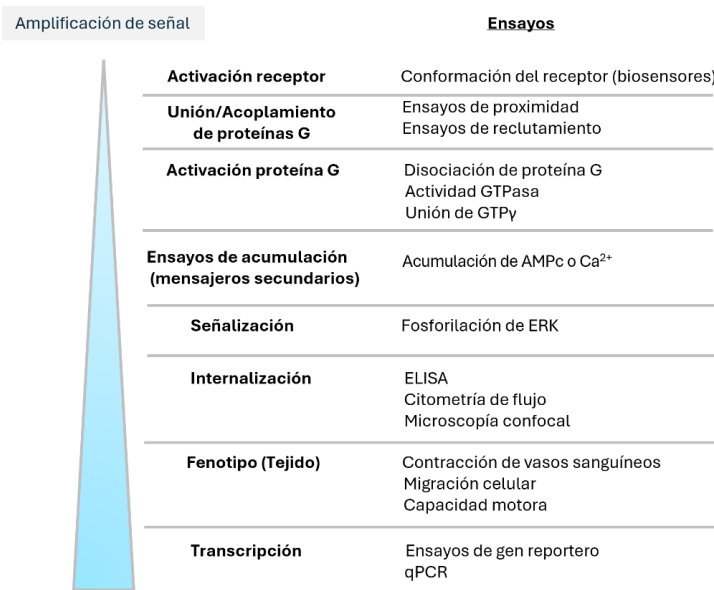 Amplificación de señal
Ensayos
Activación receptor
Conformación del receptor (biosensores)
Unión/Acoplamiento
de proteínas G
Ensayos de proximidad
Ensayos de reclutamiento
Activación proteína G
Disociación de proteína G
Actividad GTPasa
Unión de GTPγ
Ensayos de acumulación
(mensajeros secundarios)
Acumulación de AMPc o Ca²⁺
Señalización
Fosforilación de ERK
Internalización
ELISA
Citometría de flujo
Microscopía confocal
Fenotipo (Tejido)
Contracción de vasos sanguíneos
Migración celular
Capacidad motora
Transcripción
Ensayos de gen reportero
qPCR